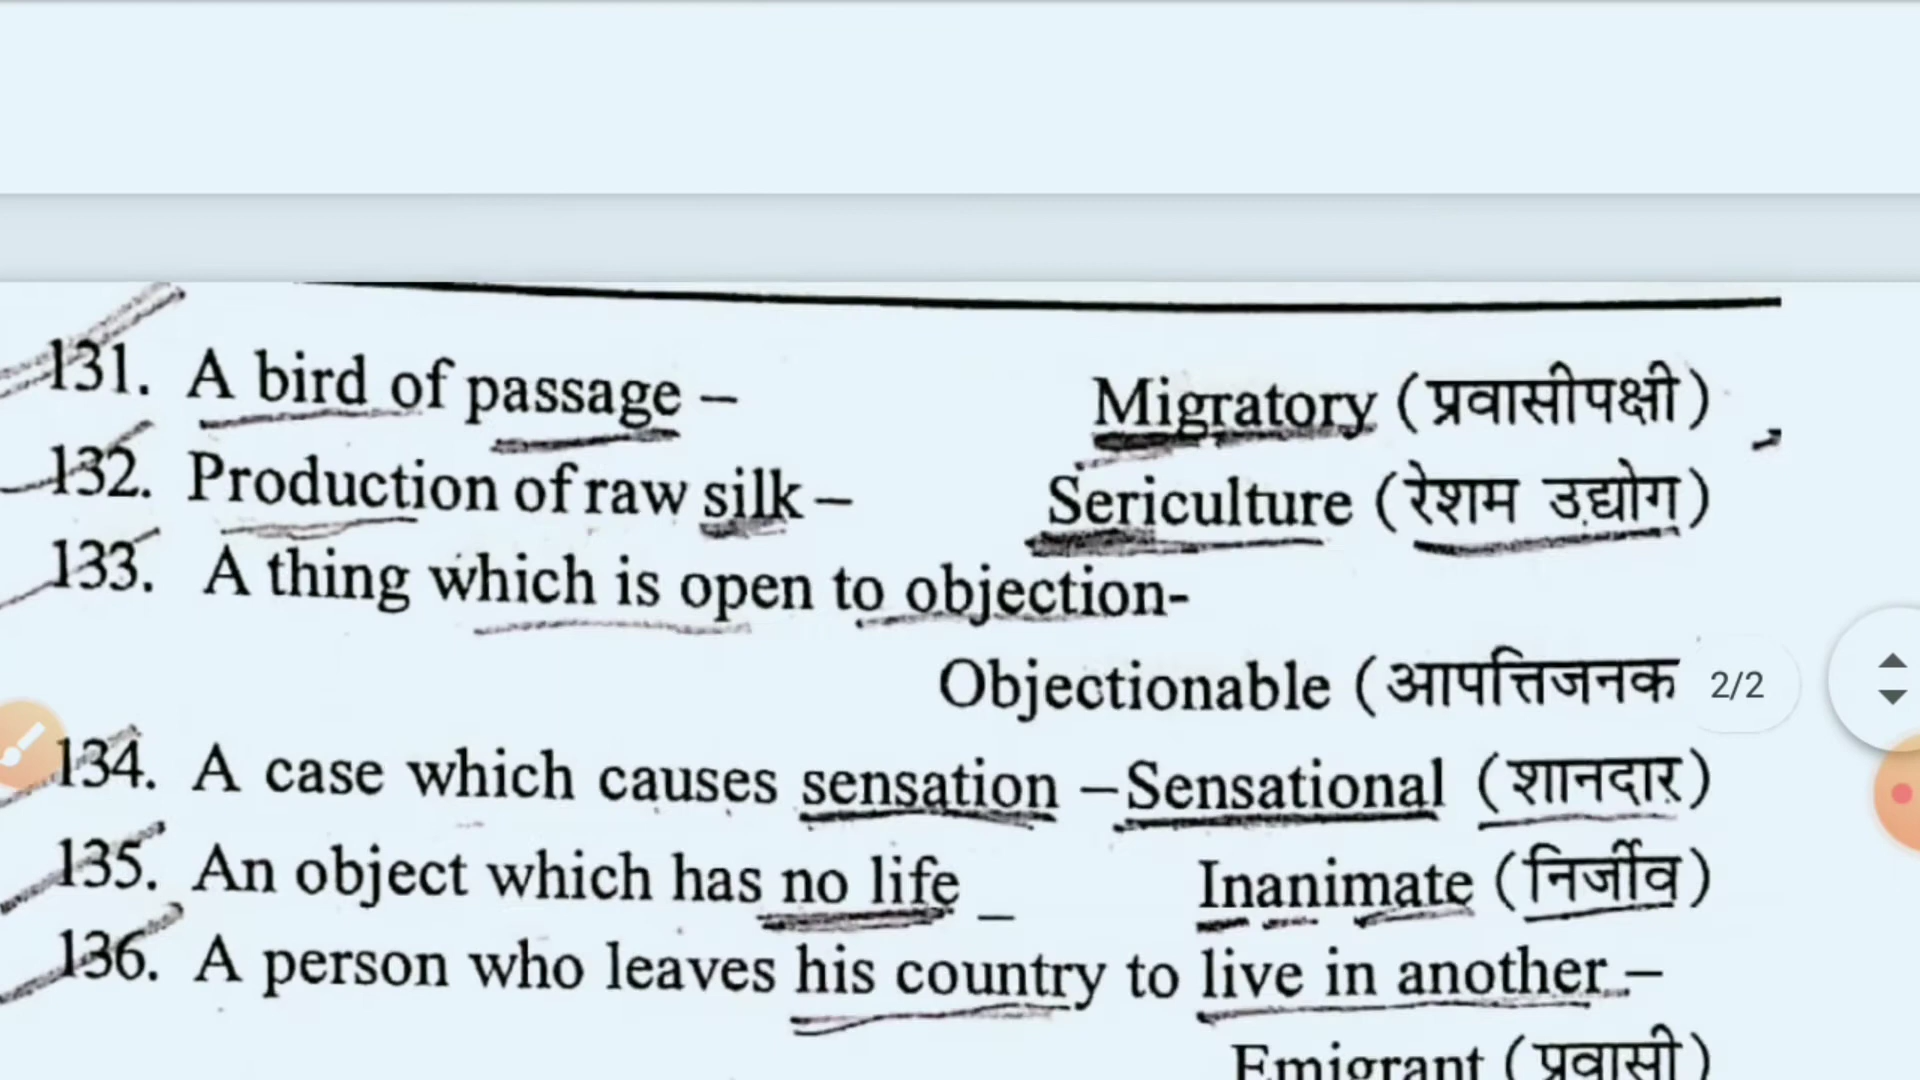 131. A bird of passage – Migratory (प्रवासीपक्षी)
132. Production of raw silk – Sericulture (रेशम उद्योग)
133. A thing which is open to objection-
Objectionable (आपत्तिजनक
2/2
134. A case which causes sensation – Sensational (शानदार)
135. An object which has no life _ Inanimate (निर्जीव)
136. A person who leaves his country to live in another –
Emigrant (प्रवासी)